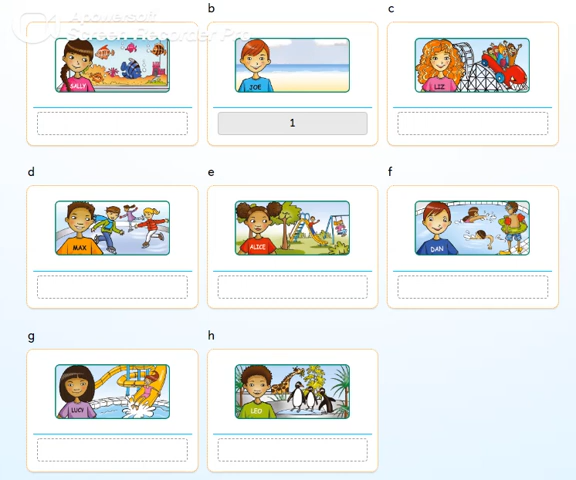 Apowersoft
Screen Recorder Pro
b
c
SALLY
JOE
LIZ
1
d
e
f
MAX
ALICE
DAN
g
h
LUCY
LEO